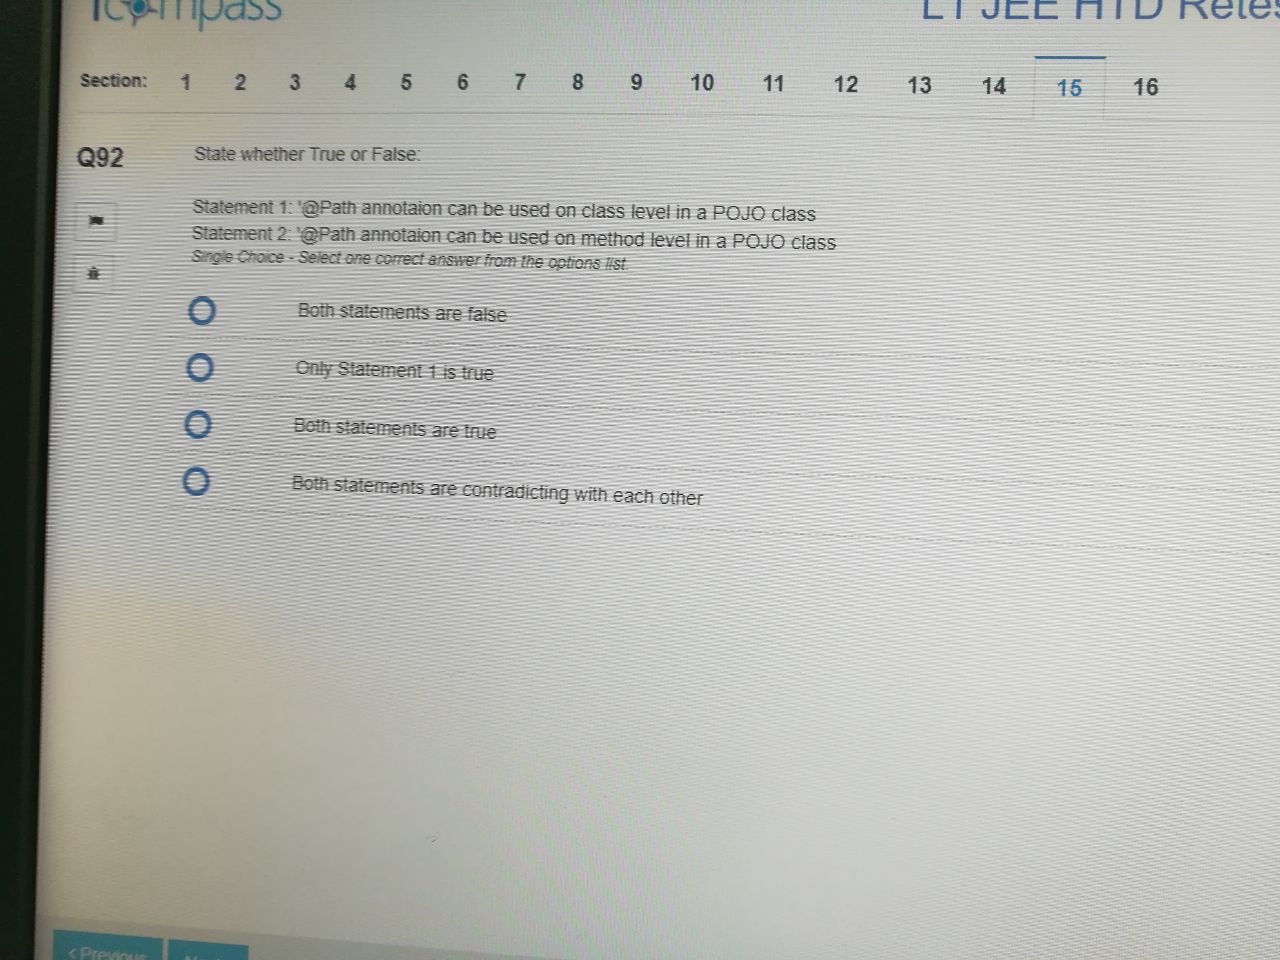 LT JEE HTD
Section: 1 2 3 4 5 6 7 8 9 10 11 12 13 14 15 16
Q92 State whether True or False:
Statement 1: '@Path annotaion can be used on class level in a POJO class
Statement 2: '@Path annotaion can be used on method level in a POJO class
Single Choice - Select one correct answer from the options list.
Both statements are false
Only Statement 1 is true
Both statements are true
Both statements are contradicting with each other
< Previous